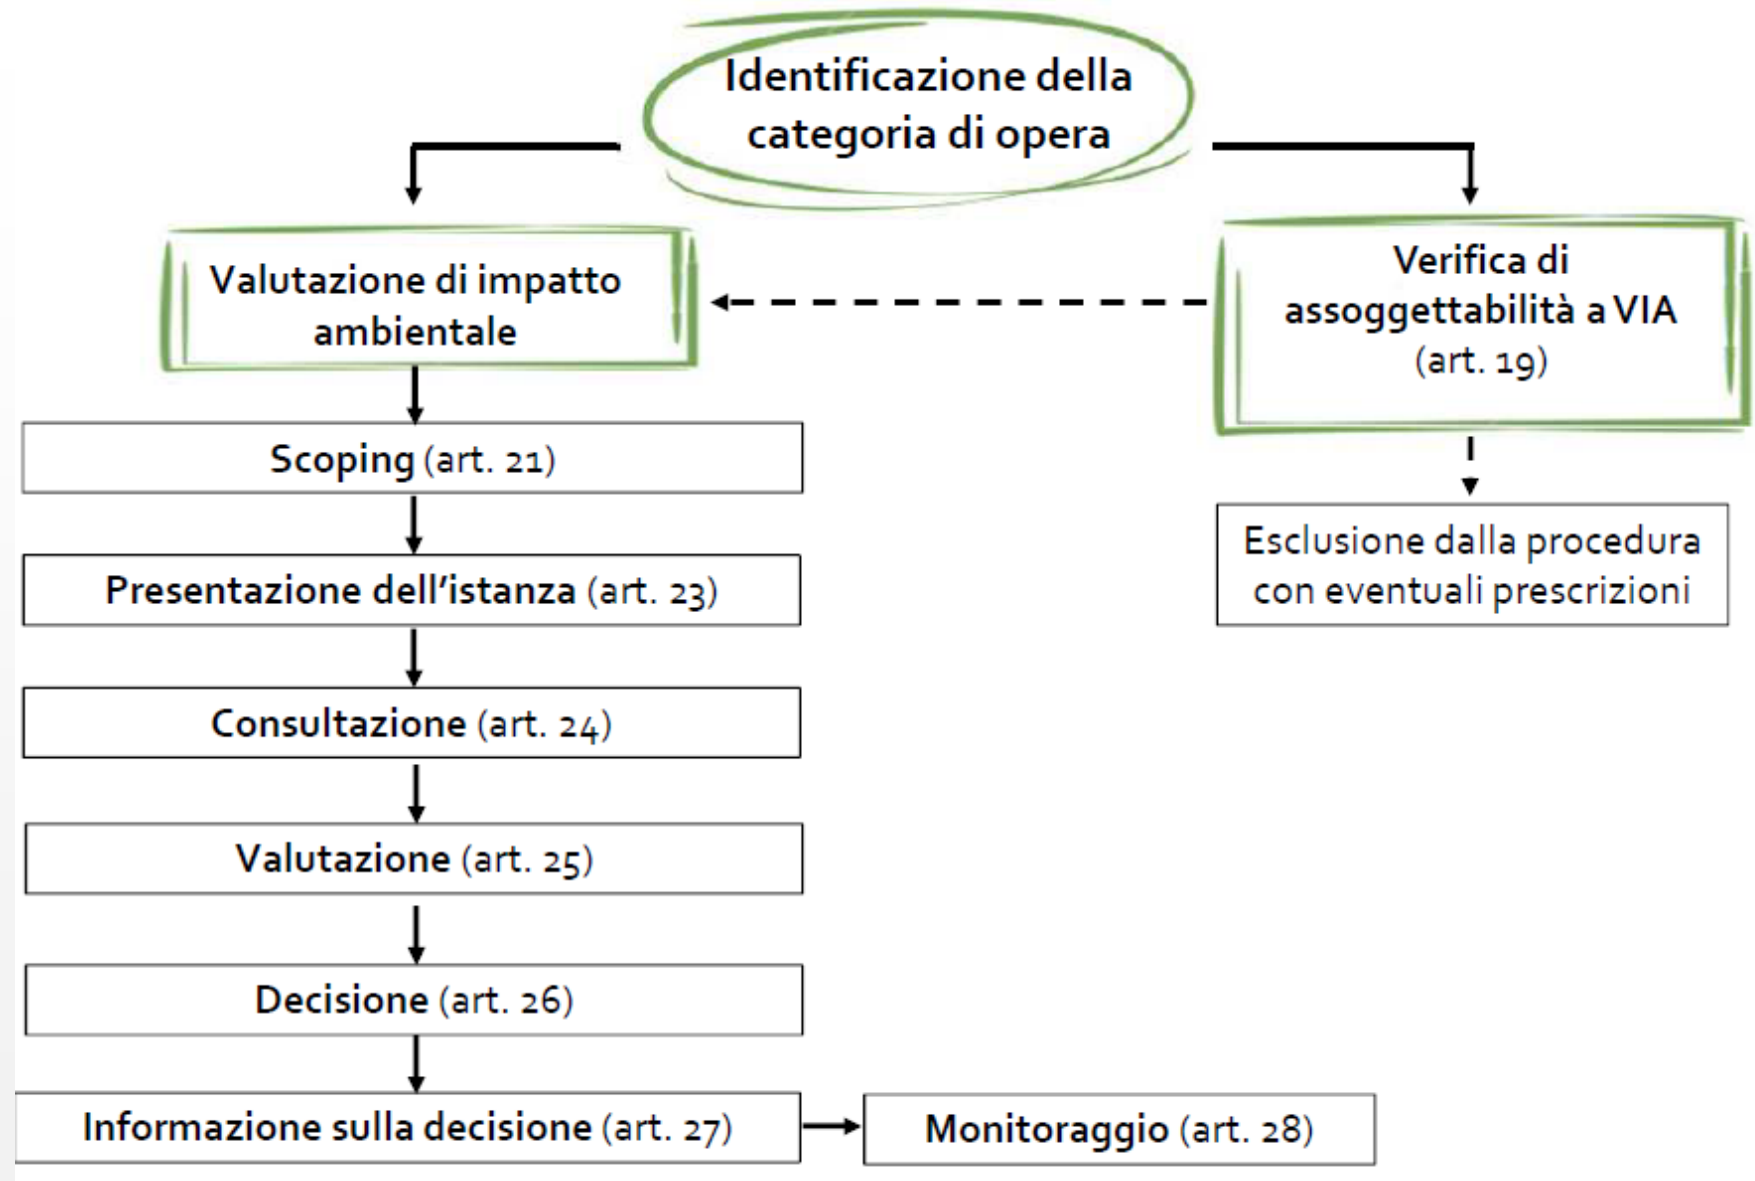 Identificazione della
categoria di opera
Valutazione di impatto
ambientale
Verifica di
assoggettabilità a VIA
(art. 19)
Scoping (art. 21)
Esclusione dalla procedura
con eventuali prescrizioni
Presentazione dell'istanza (art. 23)
Consultazione (art. 24)
Valutazione (art. 25)
Decisione (art. 26)
Informazione sulla decisione (art. 27)
Monitoraggio (art. 28)